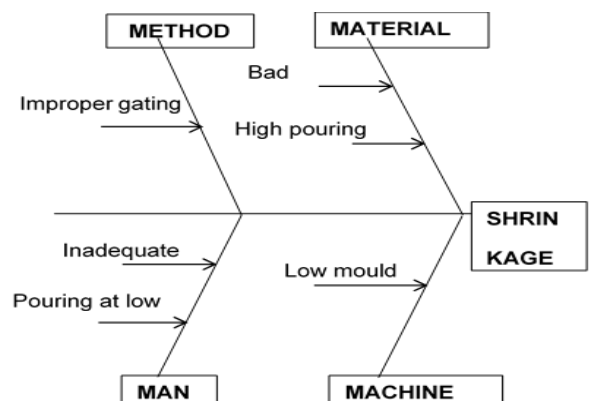 METHOD
MATERIAL
Bad
Improper gating
High pouring
SHRIN
KAGE
Inadequate
Low mould
Pouring at low
MAN
MACHINE